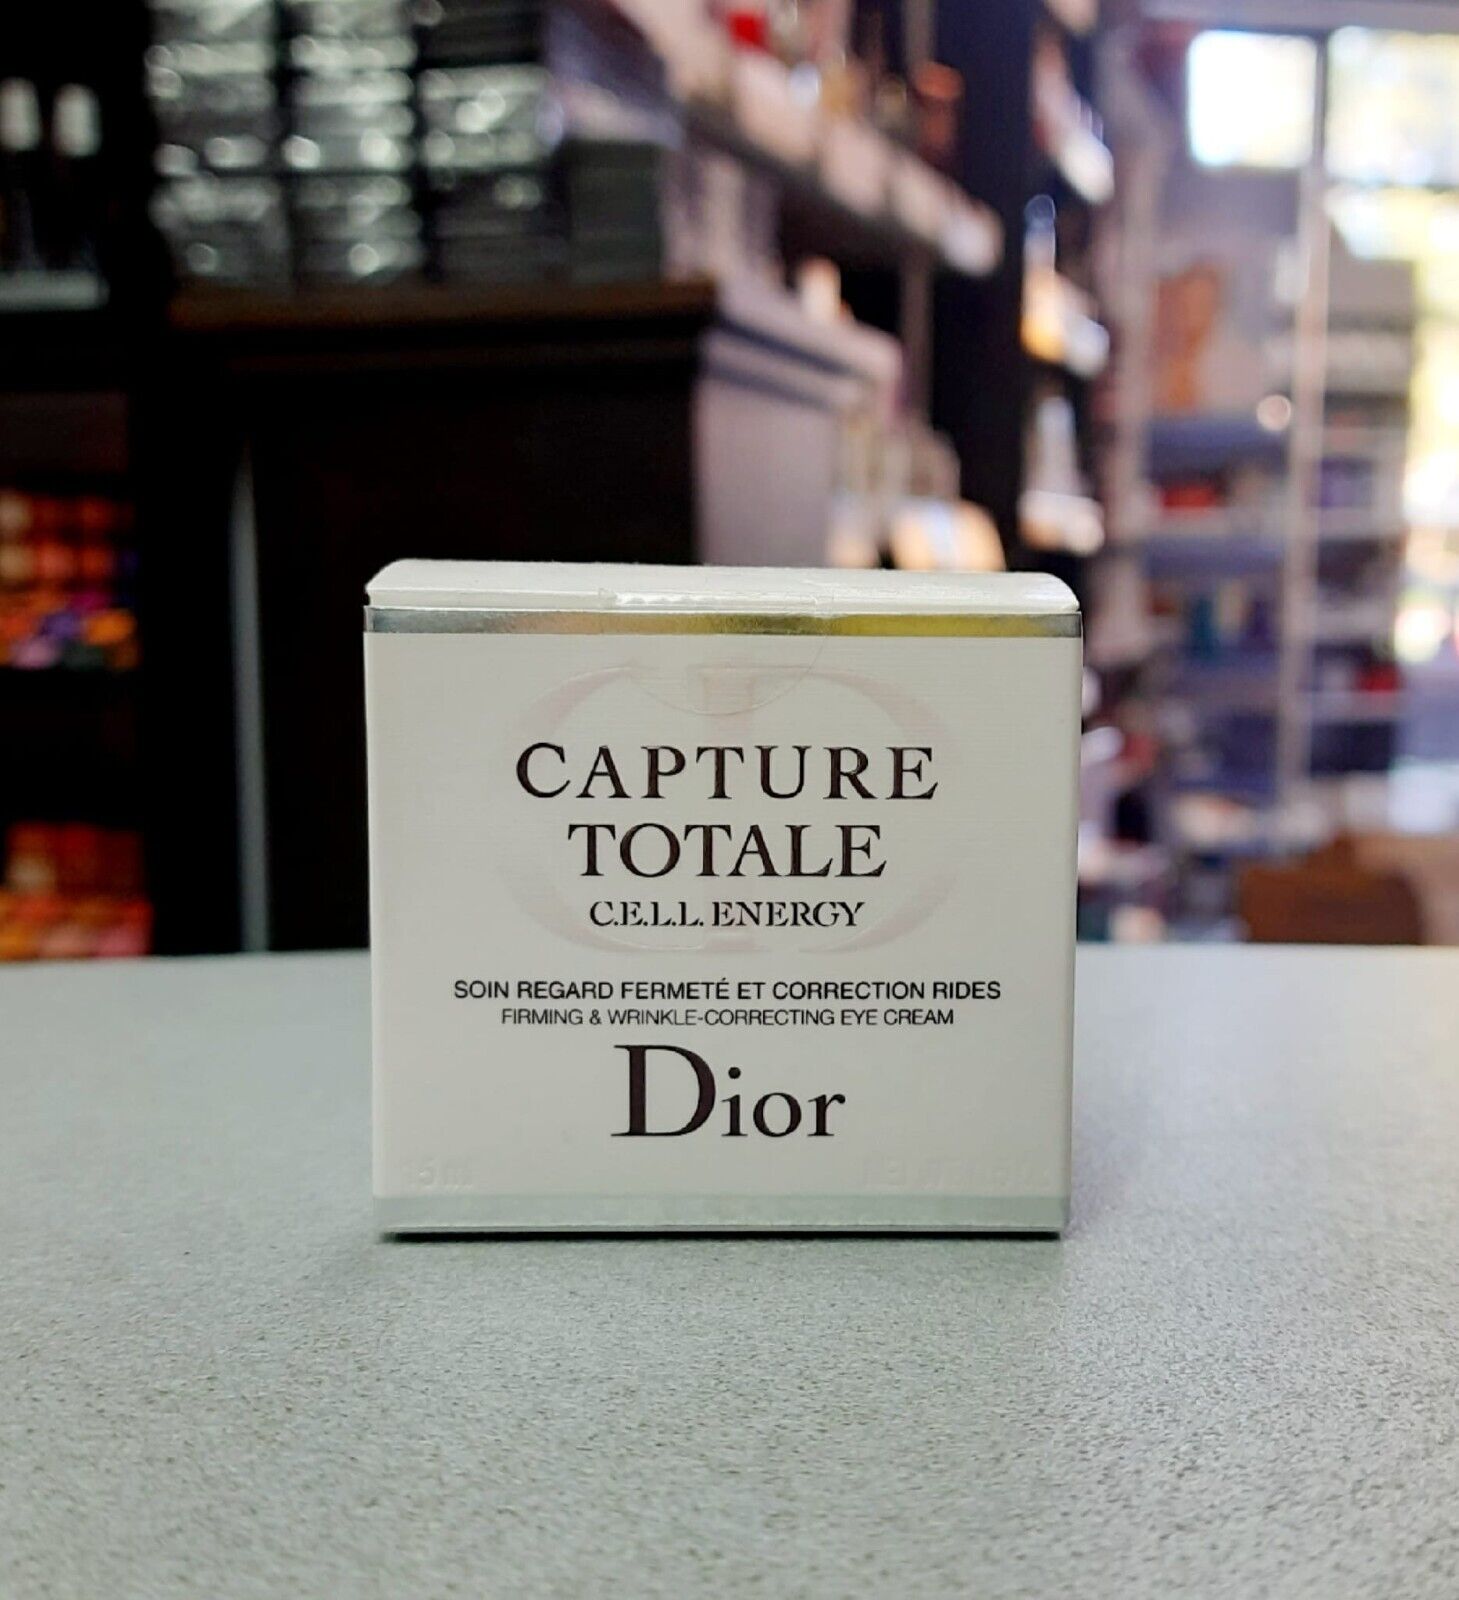 CAPTURE
TOTALE
C.E.L.L. ENERGY
SOIN REGARD FERMETÉ ET CORRECTION RIDES
FIRMING & WRINKLE-CORRECTING EYE CREAM
Dior